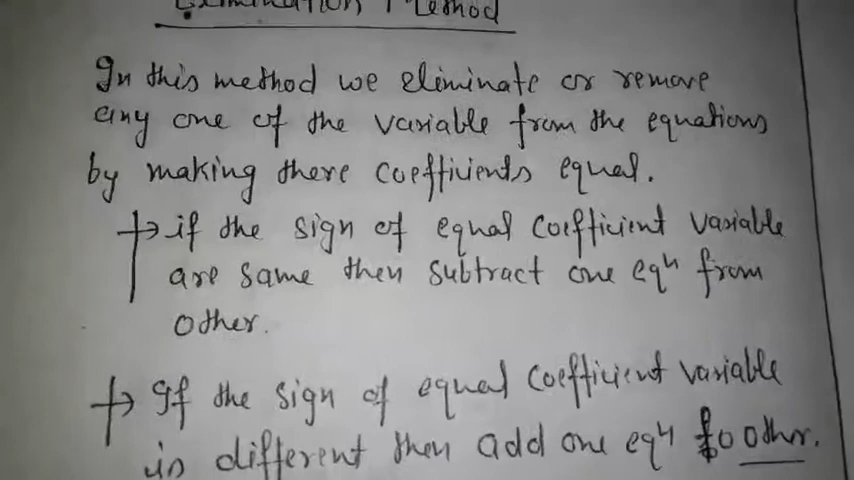 Elimination Method
In this method we eliminate or remove
any one of the variable from the equations
by making there coefficients equal.
→ if the sign of equal coefficient variable
are same then subtract one eqn from
other.
→ If the sign of equal coefficient variable
is different then add one eqn to other.